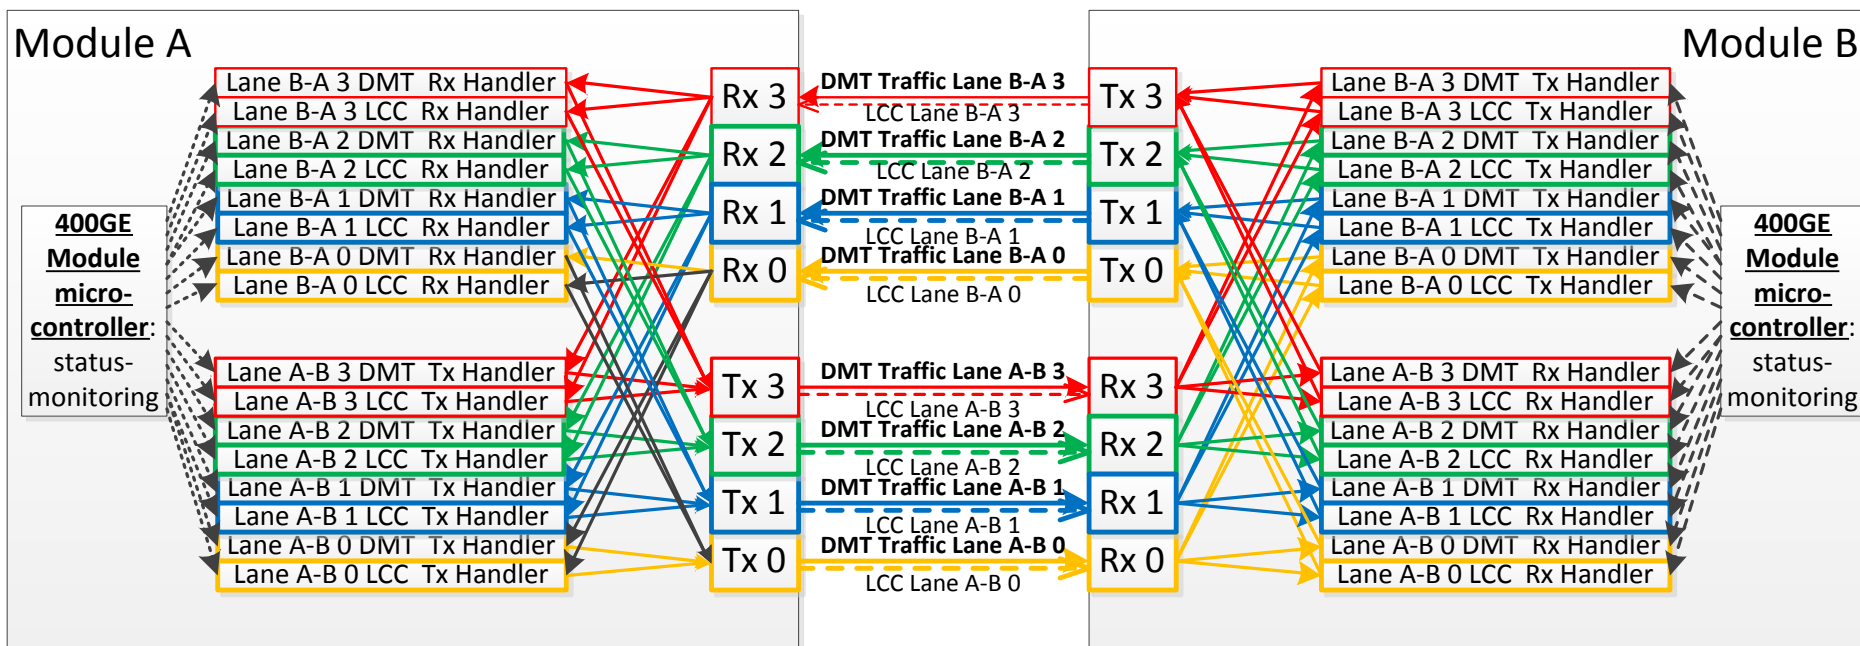 Module A
Module B
Lane B-A 3 DMT Rx Handler
Lane B-A 3 LCC Rx Handler
Lane B-A 2 DMT Rx Handler
Lane B-A 2 LCC Rx Handler
Lane B-A 1 DMT Rx Handler
Lane B-A 1 LCC Rx Handler
Lane B-A 0 DMT Rx Handler
Lane B-A 0 LCC Rx Handler
400GE
Module
micro-
controller:
status-
monitoring
Lane A-B 3 DMT Tx Handler
Lane A-B 3 LCC Tx Handler
Lane A-B 2 DMT Tx Handler
Lane A-B 2 LCC Tx Handler
Lane A-B 1 DMT Tx Handler
Lane A-B 1 LCC Tx Handler
Lane A-B 0 DMT Tx Handler
Lane A-B 0 LCC Tx Handler
Rx 3
Rx 2
Rx 1
Rx 0
Tx 3
Tx 2
Tx 1
Tx 0
DMT Traffic Lane B-A 3
LCC Lane B-A 3
DMT Traffic Lane B-A 2
LCC Lane B-A 2
DMT Traffic Lane B-A 1
LCC Lane B-A 1
DMT Traffic Lane B-A 0
LCC Lane B-A 0
DMT Traffic Lane A-B 3
LCC Lane A-B 3
DMT Traffic Lane A-B 2
LCC Lane A-B 2
DMT Traffic Lane A-B 1
LCC Lane A-B 1
DMT Traffic Lane A-B 0
LCC Lane A-B 0
Tx 3
Tx 2
Tx 1
Tx 0
Rx 3
Rx 2
Rx 1
Rx 0
Lane B-A 3 DMT Tx Handler
Lane B-A 3 LCC Tx Handler
Lane B-A 2 DMT Tx Handler
Lane B-A 2 LCC Tx Handler
Lane B-A 1 DMT Tx Handler
Lane B-A 1 LCC Tx Handler
Lane B-A 0 DMT Tx Handler
Lane B-A 0 LCC Tx Handler
Lane A-B 3 DMT Rx Handler
Lane A-B 3 LCC Rx Handler
Lane A-B 2 DMT Rx Handler
Lane A-B 2 LCC Rx Handler
Lane A-B 1 DMT Rx Handler
Lane A-B 1 LCC Rx Handler
Lane A-B 0 DMT Rx Handler
Lane A-B 0 LCC Rx Handler
400GE
Module
micro-
controller:
status-
monitoring